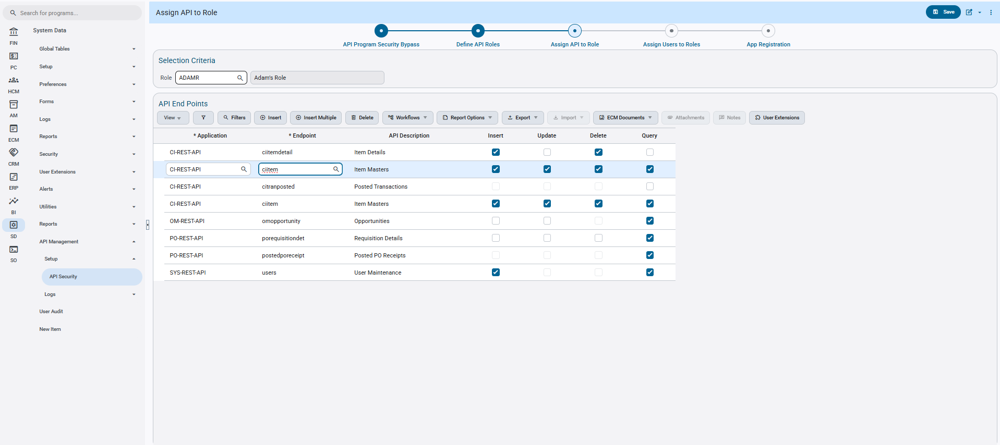 Search for programs...
FIN
PC
HCM
AM
ECM
CRM
ERP
BI
SD
SO
System Data
Global Tables
Setup
Preferences
Forms
Logs
Reports
Security
User Extensions
Alerts
Utilities
Reports
API Management
Setup
API Security
Logs
User Audit
New Item
Assign API to Role
Save
API Program Security Bypass
Define API Roles
Assign API to Role
Assign Users to Roles
App Registration
Selection Criteria
Role ADAMR Adam's Role
API End Points
View Filters Insert Insert Multiple Delete Workflows Report Options Export Import ECM Documents Attachments Notes User Extensions
* Application * Endpoint API Description Insert Update Delete Query
CI-REST-API ciitemdetail Item Details
CI-REST-API ciitem Item Masters
CI-REST-API citranposted Posted Transactions
CI-REST-API ciitem Item Masters
OM-REST-API omopportunity Opportunities
PO-REST-API porequisitiondet Requisition Details
PO-REST-API postedporeceipt Posted PO Receipts
SYS-REST-API users User Maintenance